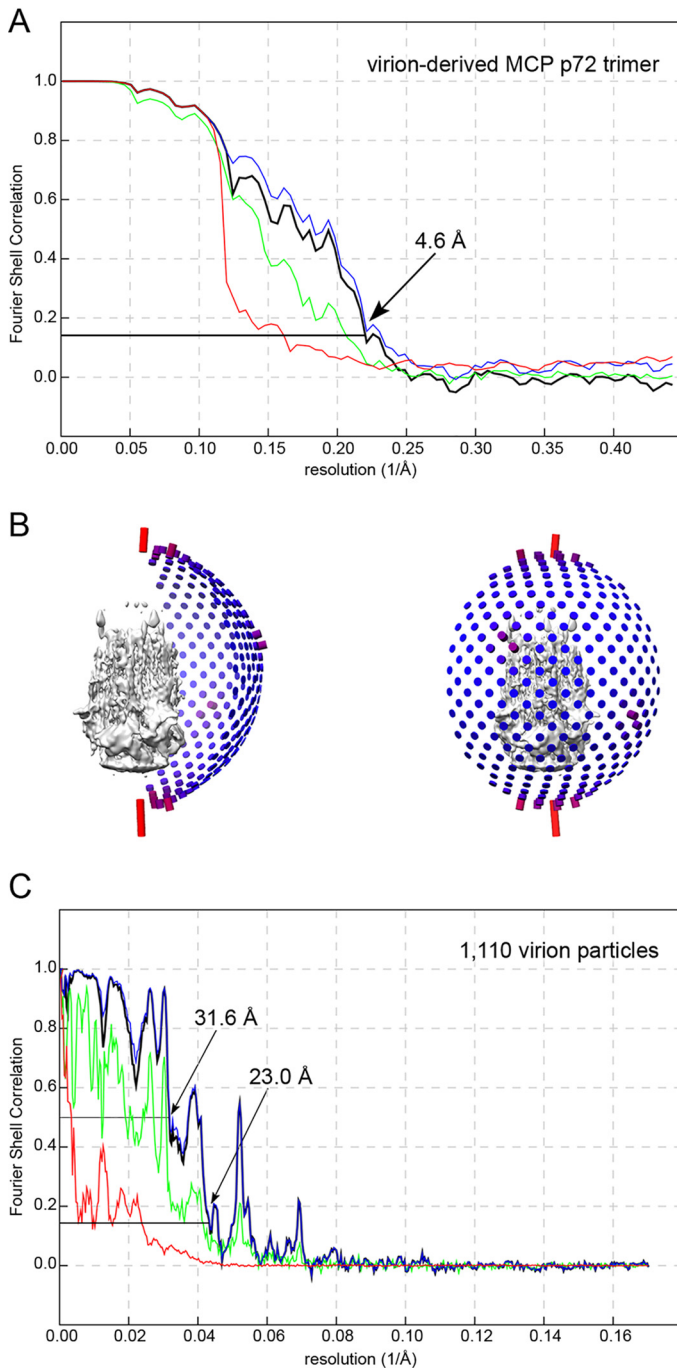 A
virion-derived MCP p72 trimer
1.0
0.8
0.6
0.4
0.2
0.0
Fourier Shell Correlation
4.6 Å
0.00 0.10 0.15 0.20 0.25 0.30 0.35 0.40
resolution (1/Å)
B
C
1,110 virion particles
1.0
0.8
0.6
0.4
0.2
0.0
Fourier Shell Correlation
31.6 Å
23.0 Å
0.00 0.02 0.04 0.06 0.08 0.10 0.12 0.14 0.16
resolution (1/Å)